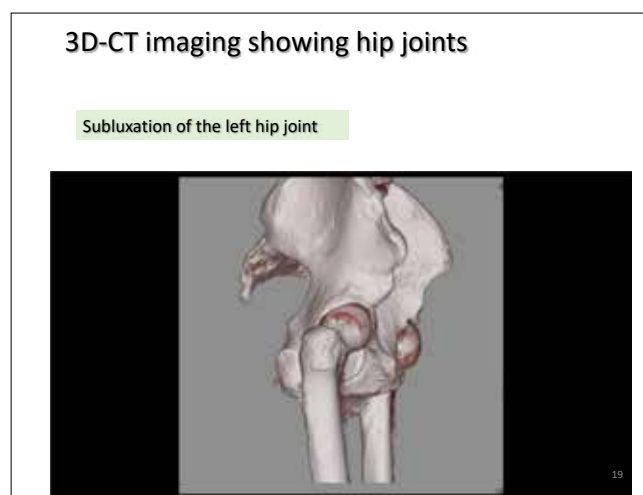 3D-CT imaging showing hip joints
Subluxation of the left hip joint
19